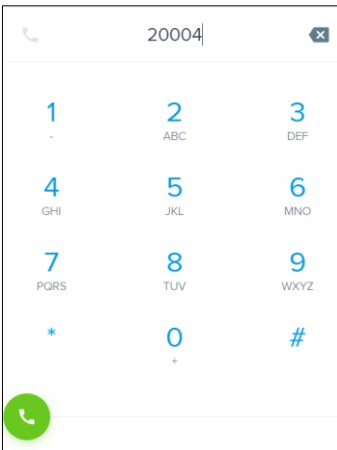 20004
1 2 3
- ABC DEF
4 5 6
GHI JKL MNO
7 8 9
PQRS TUV WXYZ
* 0 #
+